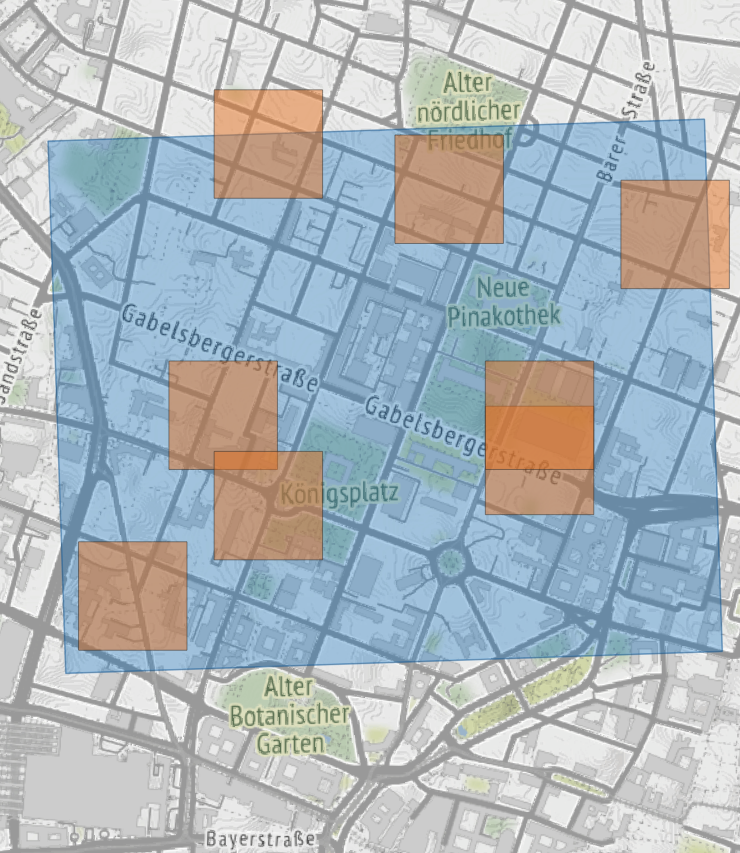 Alter
nördlicher
Friedhof
Barer Straße
Neue
Pinakothek
Gabelsbergerstraße
Sandstraße
Gabelsbergerstraße
Königsplatz
Alter
Botanischer
Garten
Bayerstraße